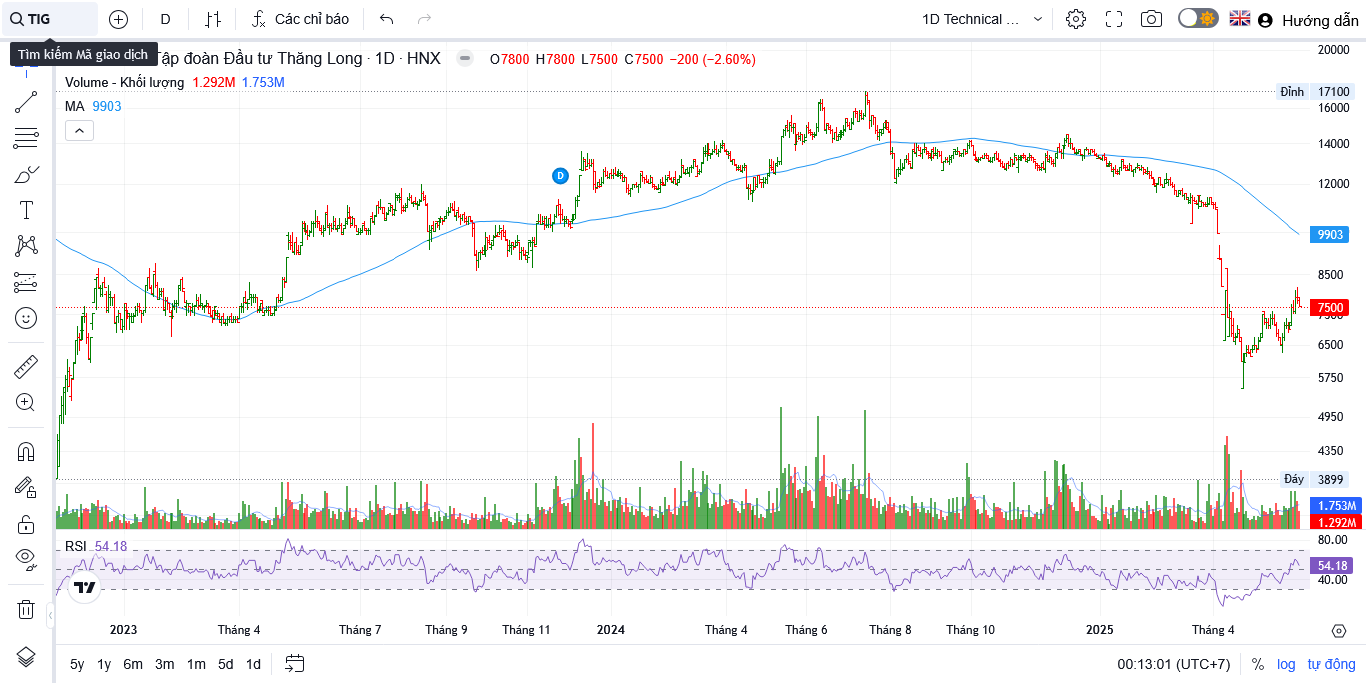 TIG
D
Các chỉ báo
1D Technical ...
Hướng dẫn
Tìm kiếm Mã giao dịch
Tập đoàn Đầu tư Thăng Long · 1D · HNX
O7800 H7800 L7500 C7500 −200 (−2.60%)
Volume - Khối lượng 1.292M 1.753M
MA 9903
20000
Đỉnh 17100
16000
14000
12000
D
9903
8500
7500
6500
5750
4950
4350
Đáy 3899
1.753M
1.292M
RSI 54.18
80.00
54.18
40.00
2023 Tháng 4 Tháng 7 Tháng 9 Tháng 11 2024 Tháng 4 Tháng 6 Tháng 8 Tháng 10 2025 Tháng 4
5y 1y 6m 3m 1m 5d 1d
00:13:01 (UTC+7) % log tự động